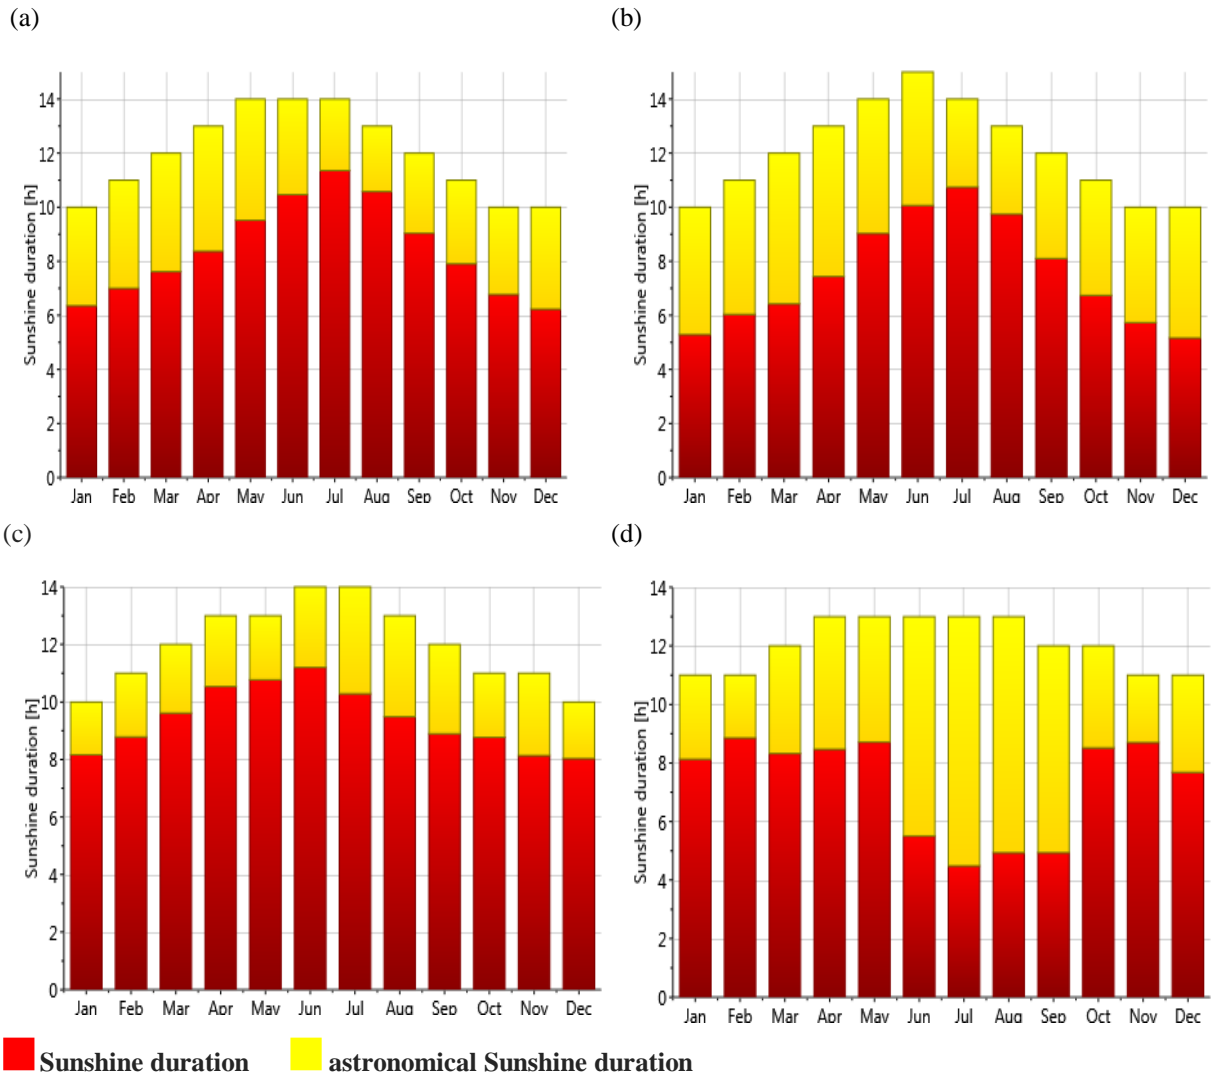 (a)
(b)
Sunshine duration [h]
14
12
10
8
6
4
2
0
Jan Feb Mar Apr May Jun Jul Aug Sep Oct Nov Dec
Sunshine duration [h]
14
12
10
8
6
4
2
0
Jan Feb Mar Apr May Jun Jul Aug Sep Oct Nov Dec
(c)
(d)
Sunshine duration [h]
14
12
10
8
6
4
2
0
Jan Feb Mar Apr May Jun Jul Aug Sep Oct Nov Dec
Sunshine duration [h]
14
12
10
8
6
4
2
0
Jan Feb Mar Apr May Jun Jul Aug Sep Oct Nov Dec
Sunshine duration astronomical Sunshine duration